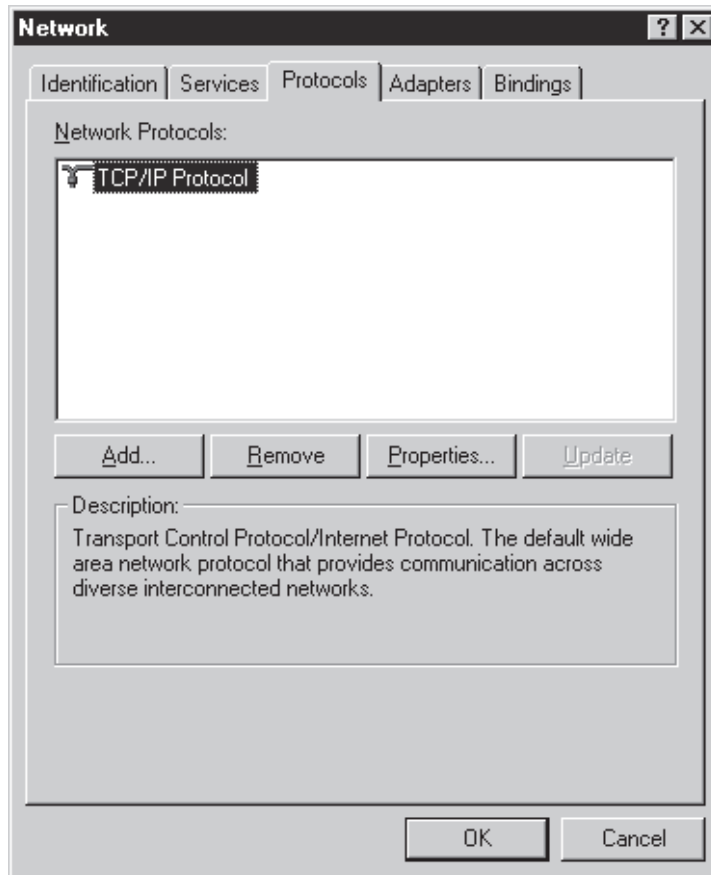 Network
Identification Services Protocols Adapters Bindings
Network Protocols:
TCP/IP Protocol
Add... Remove Properties... Update
Description:
Transport Control Protocol/Internet Protocol. The default wide
area network protocol that provides communication across
diverse interconnected networks.
OK Cancel